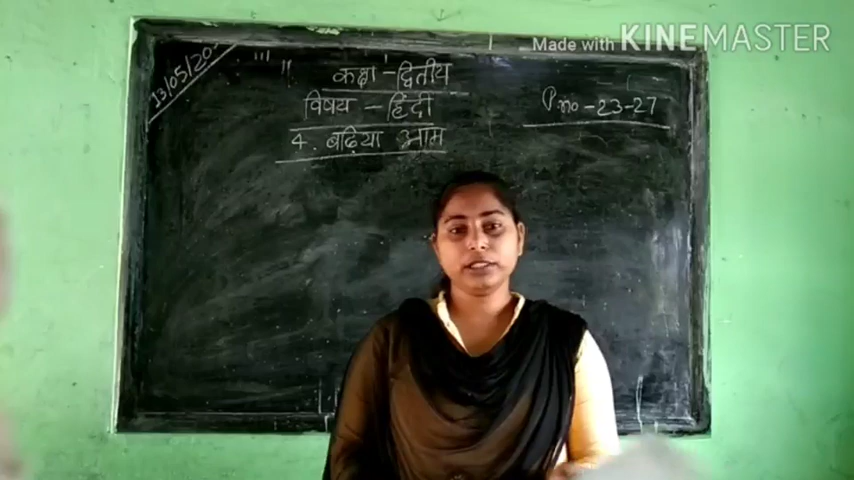 Made with KINEMASTER
13/05/20
कक्षा - द्वितीय
विषय - हिंदी
P.no - 23-27
4. बढ़िया आम